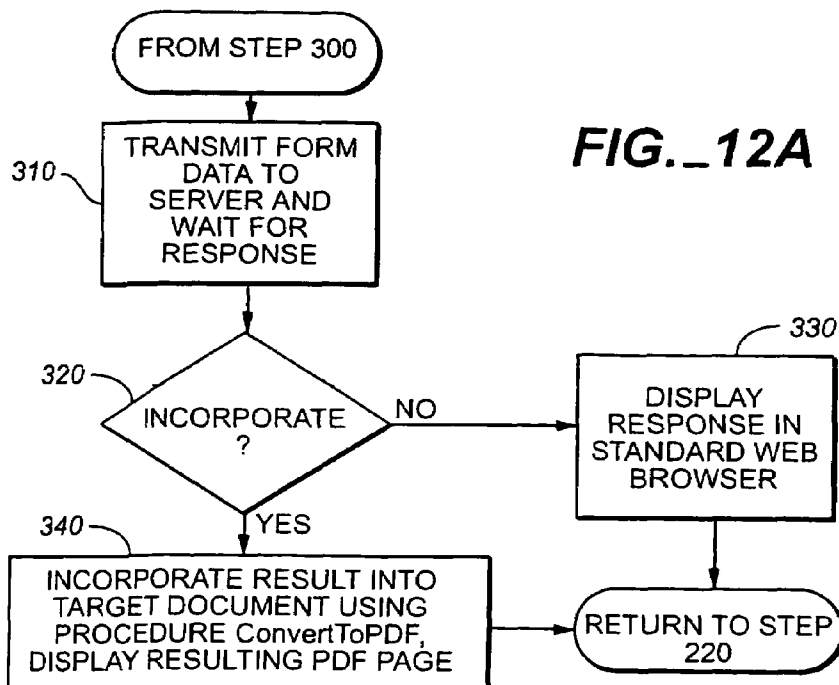 FROM STEP 300
FIG._12A
310
TRANSMIT FORM
DATA TO
SERVER AND
WAIT FOR
RESPONSE
320
INCORPORATE
?
NO
YES
330
DISPLAY
RESPONSE IN
STANDARD WEB
BROWSER
340
INCORPORATE RESULT INTO
TARGET DOCUMENT USING
PROCEDURE ConvertToPDF,
DISPLAY RESULTING PDF PAGE
RETURN TO STEP
220